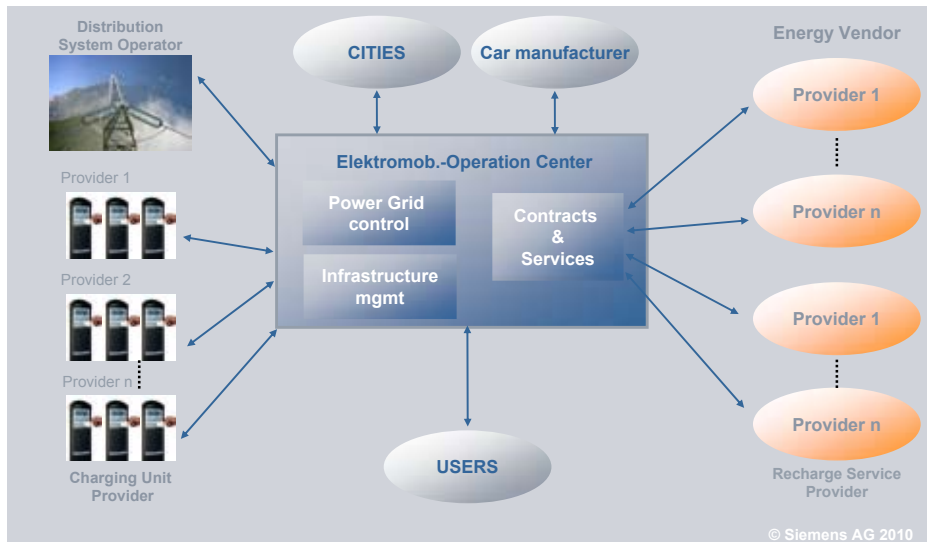 Distribution
System Operator
CITIES
Car manufacturer
Energy Vendor
Provider 1
Provider n
Elektromob.-Operation Center
Power Grid
control
Infrastructure
mgmt
Contracts
&
Services
Provider 1
Provider 2
Provider n
Charging Unit
Provider
USERS
Provider 1
Provider n
Recharge Service
Provider
© Siemens AG 2010